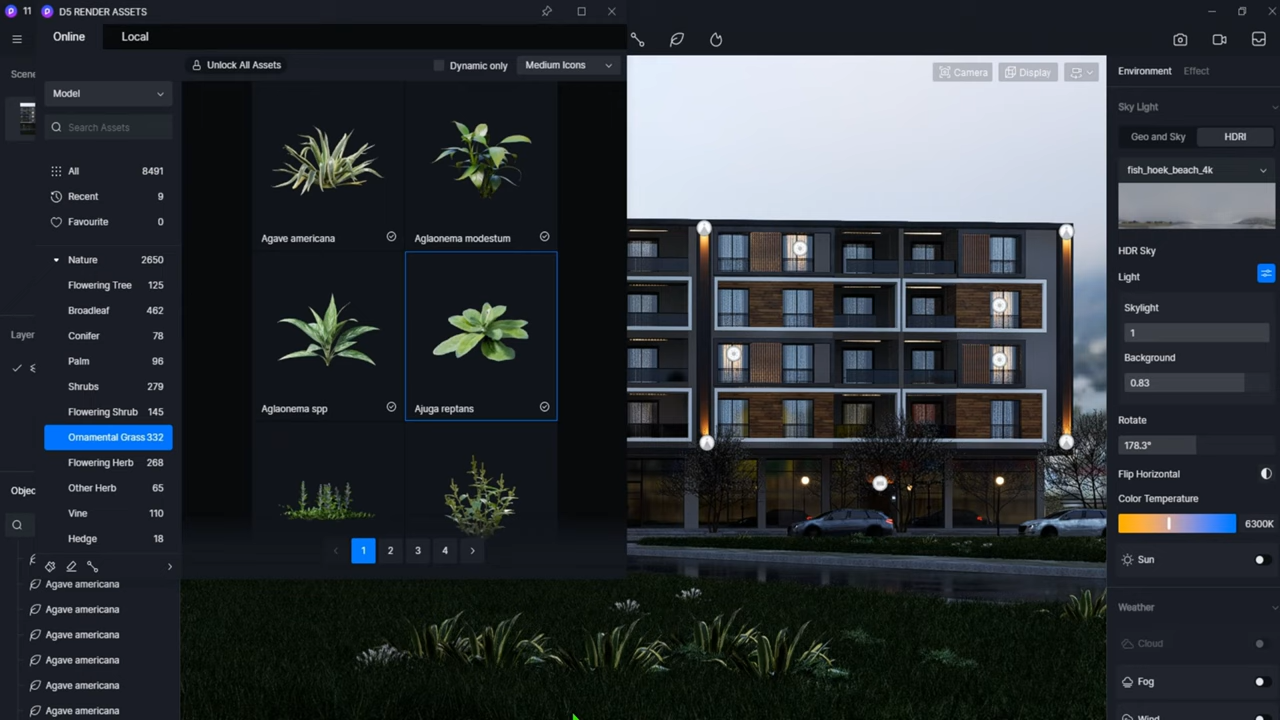 11
D5 RENDER ASSETS
Online
Local
Unlock All Assets
Dynamic only
Medium Icons
Model
Search Assets
All 8491
Recent 9
Favourite 0
Nature 2650
Flowering Tree 125
Broadleaf 462
Conifer 78
Palm 96
Shrubs 279
Flowering Shrub 145
Ornamental Grass 332
Flowering Herb 268
Other Herb 65
Vine 110
Hedge 18
Agave americana
Aglaonema modestum
Aglaonema spp
Ajuga reptans
1 2 3 4
Scene
Layer
Objec
Agave americana
Agave americana
Agave americana
Agave americana
Agave americana
Agave americana
Camera
Display
Environment
Effect
Sky Light
Geo and Sky
HDRI
fish_hoek_beach_4k
HDR Sky
Light
Skylight
1
Background
0.83
Rotate
178.3°
Flip Horizontal
Color Temperature
6300K
Sun
Weather
Cloud
Fog
Wind